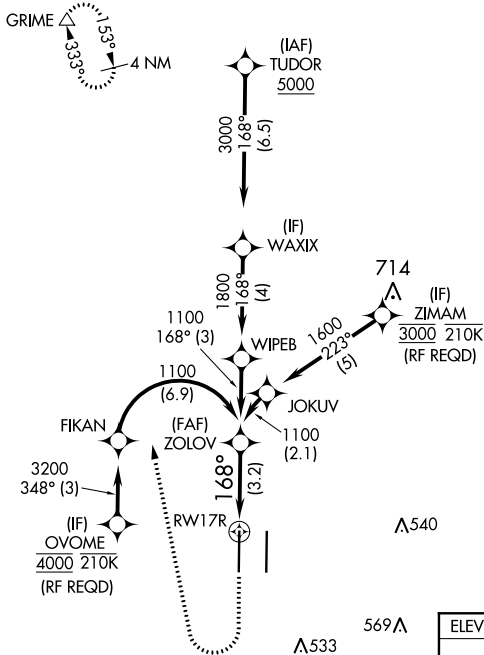 GRIME
153°
333°
4 NM
(IAF)
TUDOR
5000
3000
168°
(6.5)
(IF)
WAXIX
1800
168°
(4)
714
(IF)
ZIMAM
3000 210K
(RF REQD)
1600
223°
(5)
1100
168° (3)
WIPEB
1100
(6.9)
JOKUV
FIKAN
(FAF)
ZOLOV
1100
(2.1)
3200
348° (3)
168°
(3.2)
(IF)
OVOME
4000 210K
(RF REQD)
RW17R
540
569
533
ELEV